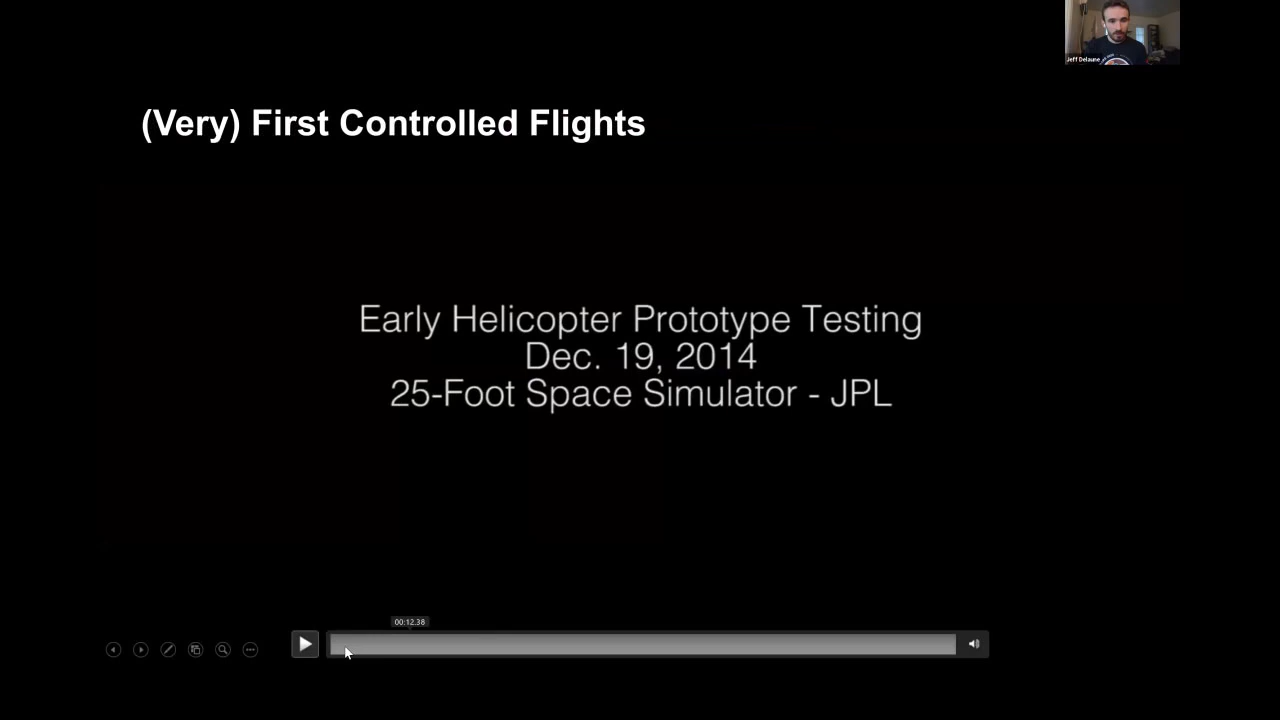 Jeff Delaune
(Very) First Controlled Flights
Early Helicopter Prototype Testing
Dec. 19, 2014
25-Foot Space Simulator - JPL
00:12.38